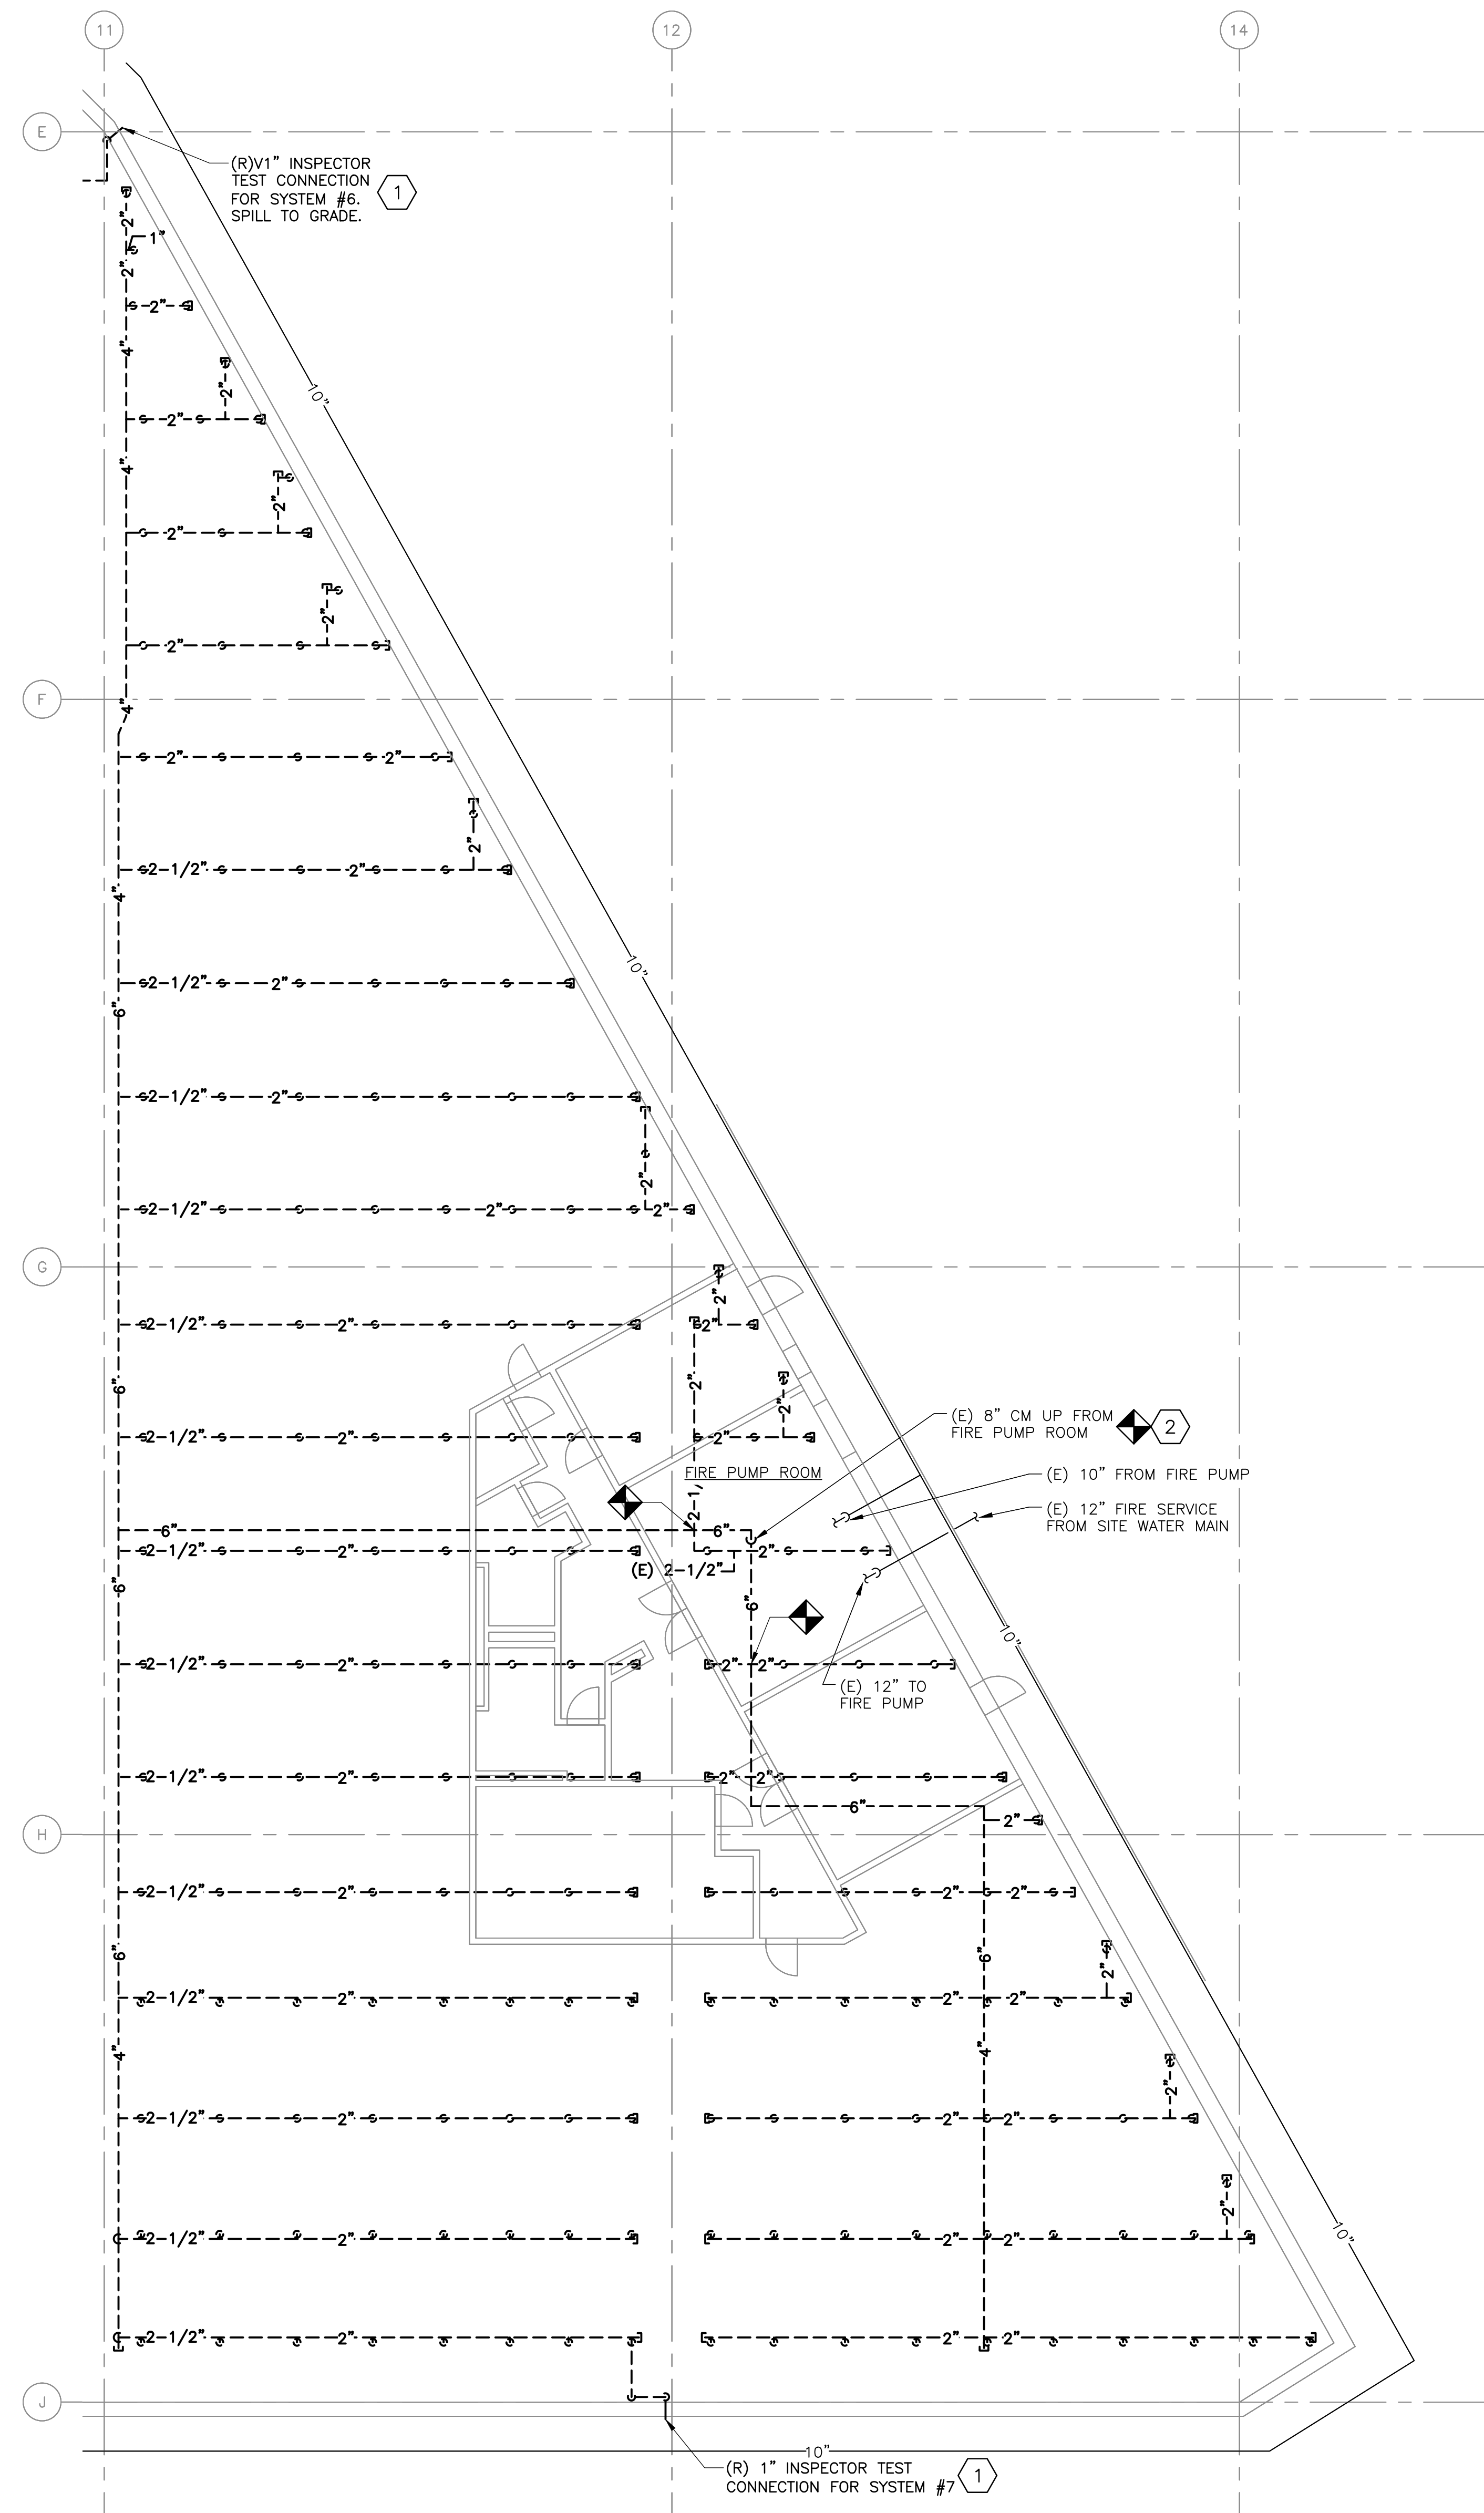 11
12
14
E
(R)V1" INSPECTOR
TEST CONNECTION
FOR SYSTEM #6.
SPILL TO GRADE.
1
2"
1"
2"
2"
4"
10"
2"
2"
4"
2"
2"
2"
2"
F
4"
2" 2"
2"
2-1/2" 2"
4"
10"
2-1/2" 2"
6"
2-1/2" 2"
2"
2-1/2" 2" 2"
G
2"
2-1/2" 2" 2"
6"
2"
2"
(E) 8" CM UP FROM
FIRE PUMP ROOM
2
2-1/2" 2" 2"
FIRE PUMP ROOM
(E) 10" FROM FIRE PUMP
2-1/
(E) 12" FIRE SERVICE
FROM SITE WATER MAIN
6" 6"
2-1/2" 2" 2"
(E) 2-1/2"
6"
6"
10"
2-1/2" 2" 2" 2"
(E) 12" TO
FIRE PUMP
2-1/2" 2" 2" 2"
6"
2"
H
2-1/2" 2" 2" 2"
6"
6"
2"
2-1/2" 2" 2" 2"
4"
4"
2"
2-1/2" 2" 2" 2"
2"
10"
2-1/2" 2" 2" 2"
2-1/2" 2" 2" 2"
J
10"
(R) 1" INSPECTOR TEST
CONNECTION FOR SYSTEM #7
1